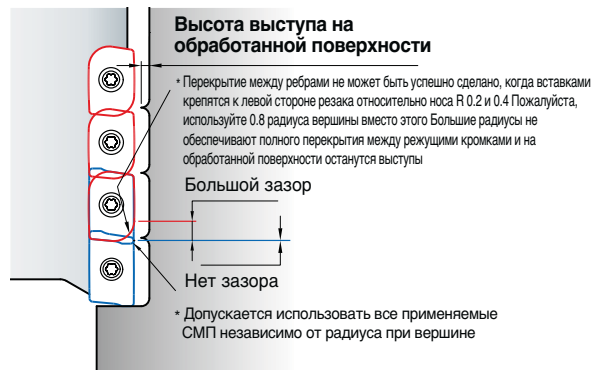 Высота выступа на
обработанной поверхности
* Перекрытие между ребрами не может быть успешно сделано, когда вставками
крепятся к левой стороне резака относительно носа R 0.2 и 0.4 Пожалуйста,
используйте 0.8 радиуса вершины вместо этого Большие радиусы не
обеспечивают полного перекрытия между режущими кромками и на
обработанной поверхности останутся выступы
Большой зазор
Нет зазора
* Допускается использовать все применяемые
СМП независимо от радиуса при вершине